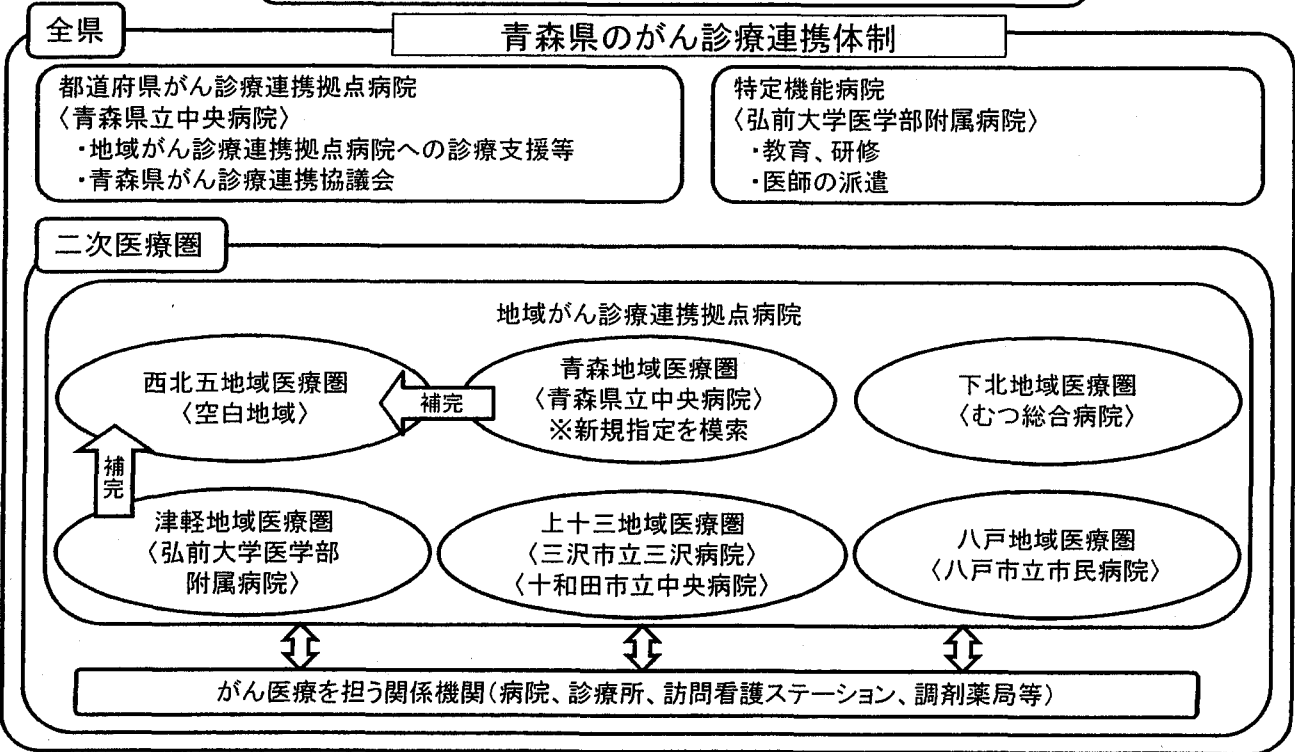 全県
青森県のがん診療連携体制
都道府県がん診療連携拠点病院
〈青森県立中央病院〉
・地域がん診療連携拠点病院への診療支援等
・青森県がん診療連携協議会
特定機能病院
〈弘前大学医学部附属病院〉
・教育、研修
・医師の派遣
二次医療圏
地域がん診療連携拠点病院
西北五地域医療圏
〈空白地域〉
補完
青森地域医療圏
〈青森県立中央病院〉
※新規指定を模索
下北地域医療圏
〈むつ総合病院〉
補完
津軽地域医療圏
〈弘前大学医学部
附属病院〉
上十三地域医療圏
〈三沢市立三沢病院〉
〈十和田市立中央病院〉
八戸地域医療圏
〈八戸市立市民病院〉
がん医療を担う関係機関(病院、診療所、訪問看護ステーション、調剤薬局等)